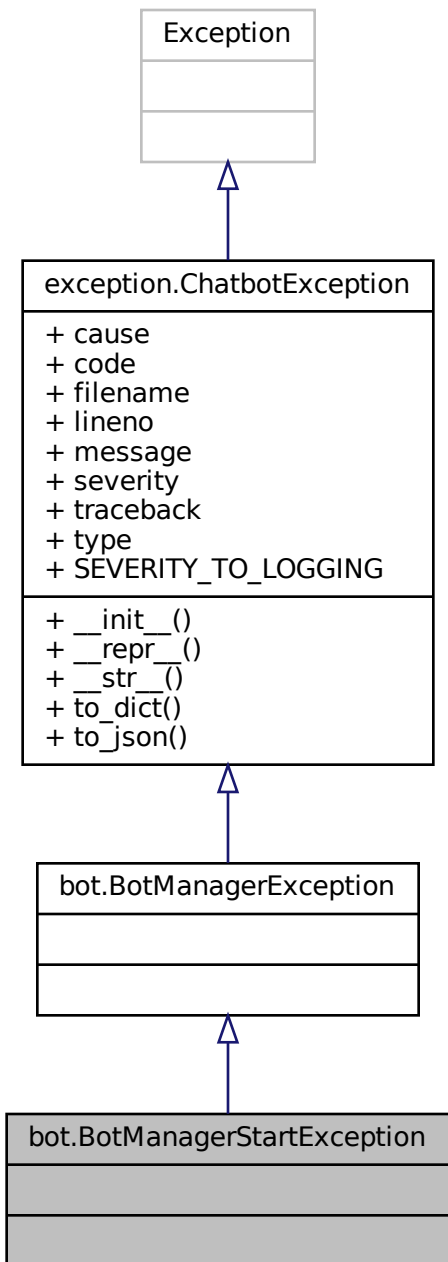 Exception
exception.ChatbotException
+ cause
+ code
+ filename
+ lineno
+ message
+ severity
+ traceback
+ type
+ SEVERITY_TO_LOGGING
+ __init__()
+ __repr__()
+ __str__()
+ to_dict()
+ to_json()
bot.BotManagerException
bot.BotManagerStartException